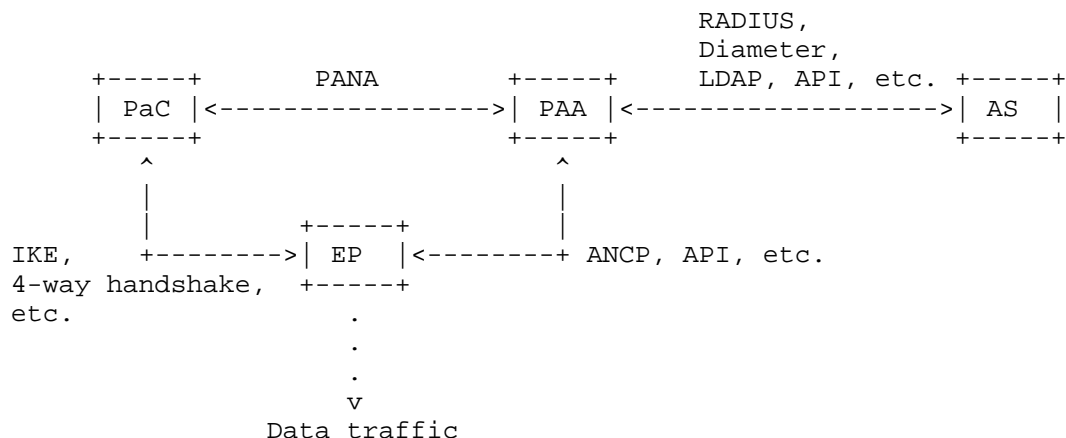 RADIUS,
                                                   Diameter,
      +-----+       PANA        +-----+            LDAP, API, etc. +-----+
      | PaC |<----------------->| PAA |<-------------------->| AS  |
      +-----+                   +-----+                      +-----+
         ^                         ^
         |                         |
         |         +-----+         |
IKE,     +-------->| EP  |<--------+ ANCP, API, etc.
4-way handshake,   +-----+
etc.                  .
                      .
                      .
                      v
                 Data traffic